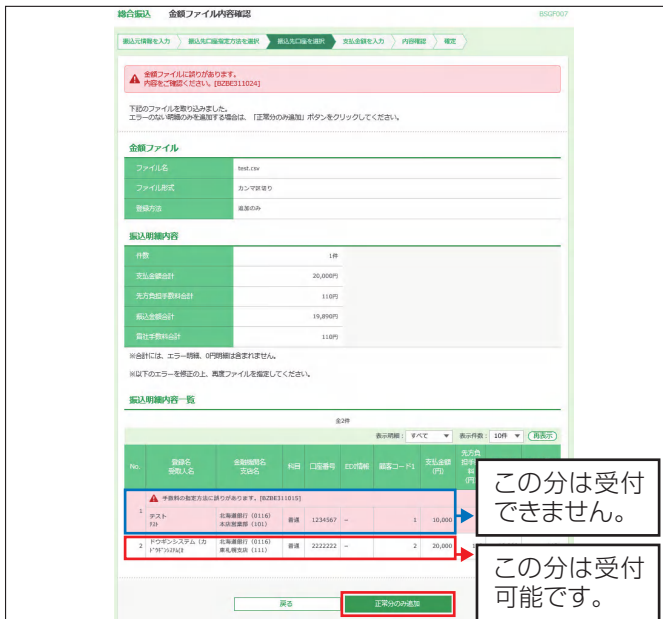 総合振込 金額ファイル内容確認 BSGF007
振込元情報を入力 振込先口座指定方法を選択 振込先口座を選択 支払金額を入力 内容確認 確定
金額ファイルに誤りがあります。
内容をご確認ください。[BZBE311024]
下記のファイルを取り込みました。
エラーのない明細のみを追加する場合は、「正常分のみ追加」ボタンをクリックしてください。
金額ファイル
ファイル名 test.csv
ファイル形式 カンマ区切り
登録方法 追加のみ
振込明細内容
件数 1件
支払金額合計 20,000円
先方負担手数料合計 110円
振込金額合計 19,890円
貴社手数料合計 110円
※合計には、エラー明細、0円明細は含まれません。
※以下のエラーを修正の上、再度ファイルを指定してください。
振込明細内容一覧
全2件
表示明細： すべて 表示件数： 10件 再表示
No. 登録名 受取人名 金融機関名 支店名 科目 口座番号 EDI情報 顧客コード1 支払金額 (円) 先方負
手数料の指定方法に誤りがあります。[BZBE311015]
1 テスト 北海道銀行 (0116) 普通 1234567 － 1 10,000
ﾃｽﾄ 本店営業部 (101)
2 ドウギンシステム（カ 北海道銀行 (0116) 普通 2222222 － 2 20,000
ﾄﾞｳｷﾞﾝｼｽﾃﾑ(ｶ 東札幌支店 (111)
この分は受付
できません。
この分は受付
可能です。
戻る 正常分のみ追加